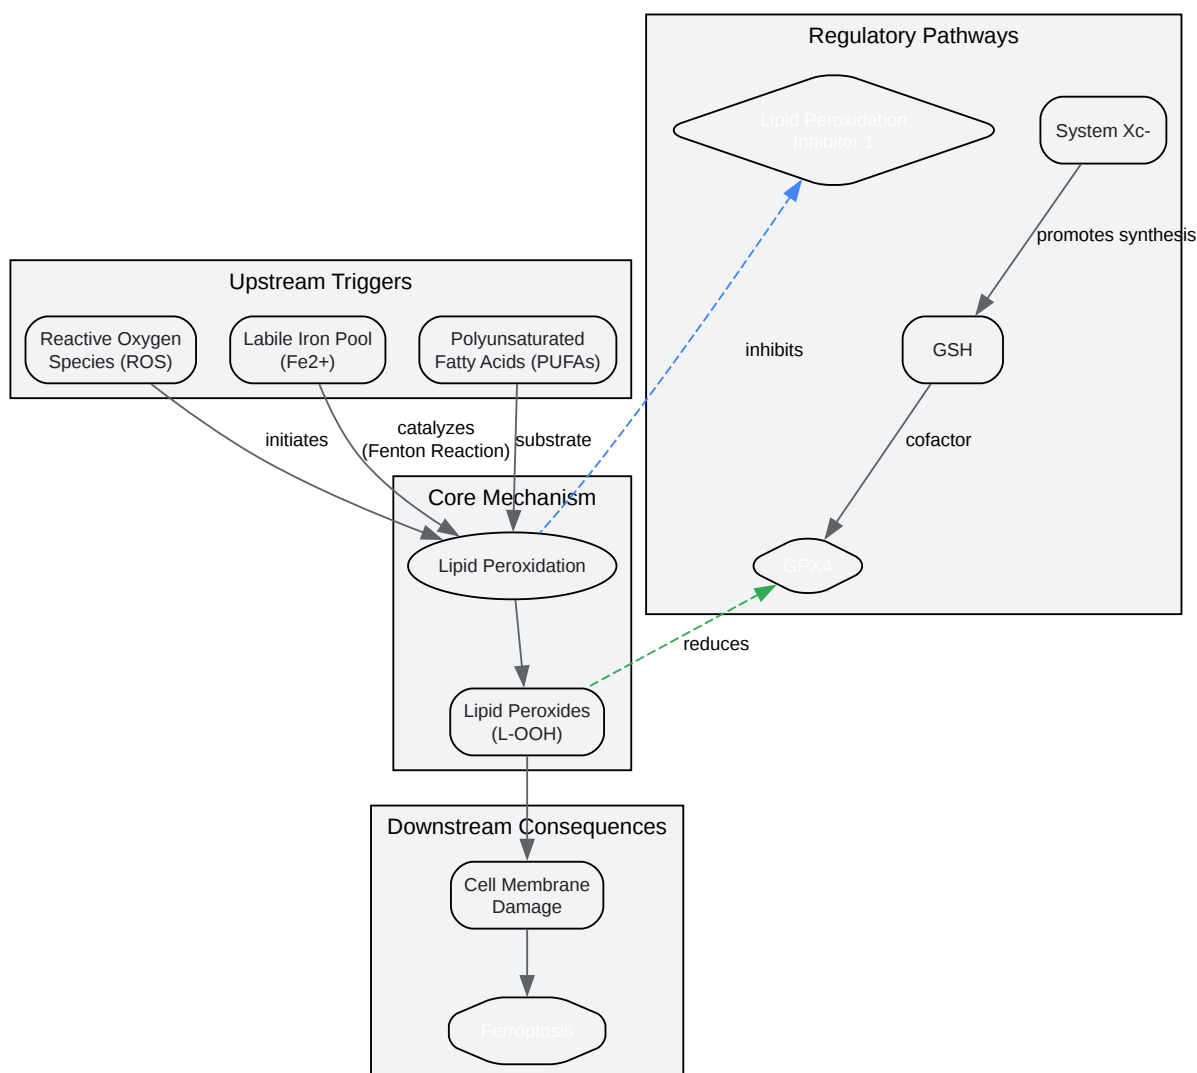 Regulatory Pathways
Lipid Peroxidation
Inhibitor 1
System Xc-
promotes synthesis
Upstream Triggers
Reactive Oxygen
Species (ROS)
Labile Iron Pool
(Fe2+)
Polyunsaturated
Fatty Acids (PUFAs)
inhibits
GSH
initiates
catalyzes
(Fenton Reaction)
substrate
cofactor
Core Mechanism
Lipid Peroxidation
GPX4
reduces
Lipid Peroxides
(L-OOH)
Downstream Consequences
Cell Membrane
Damage
Ferroptosis